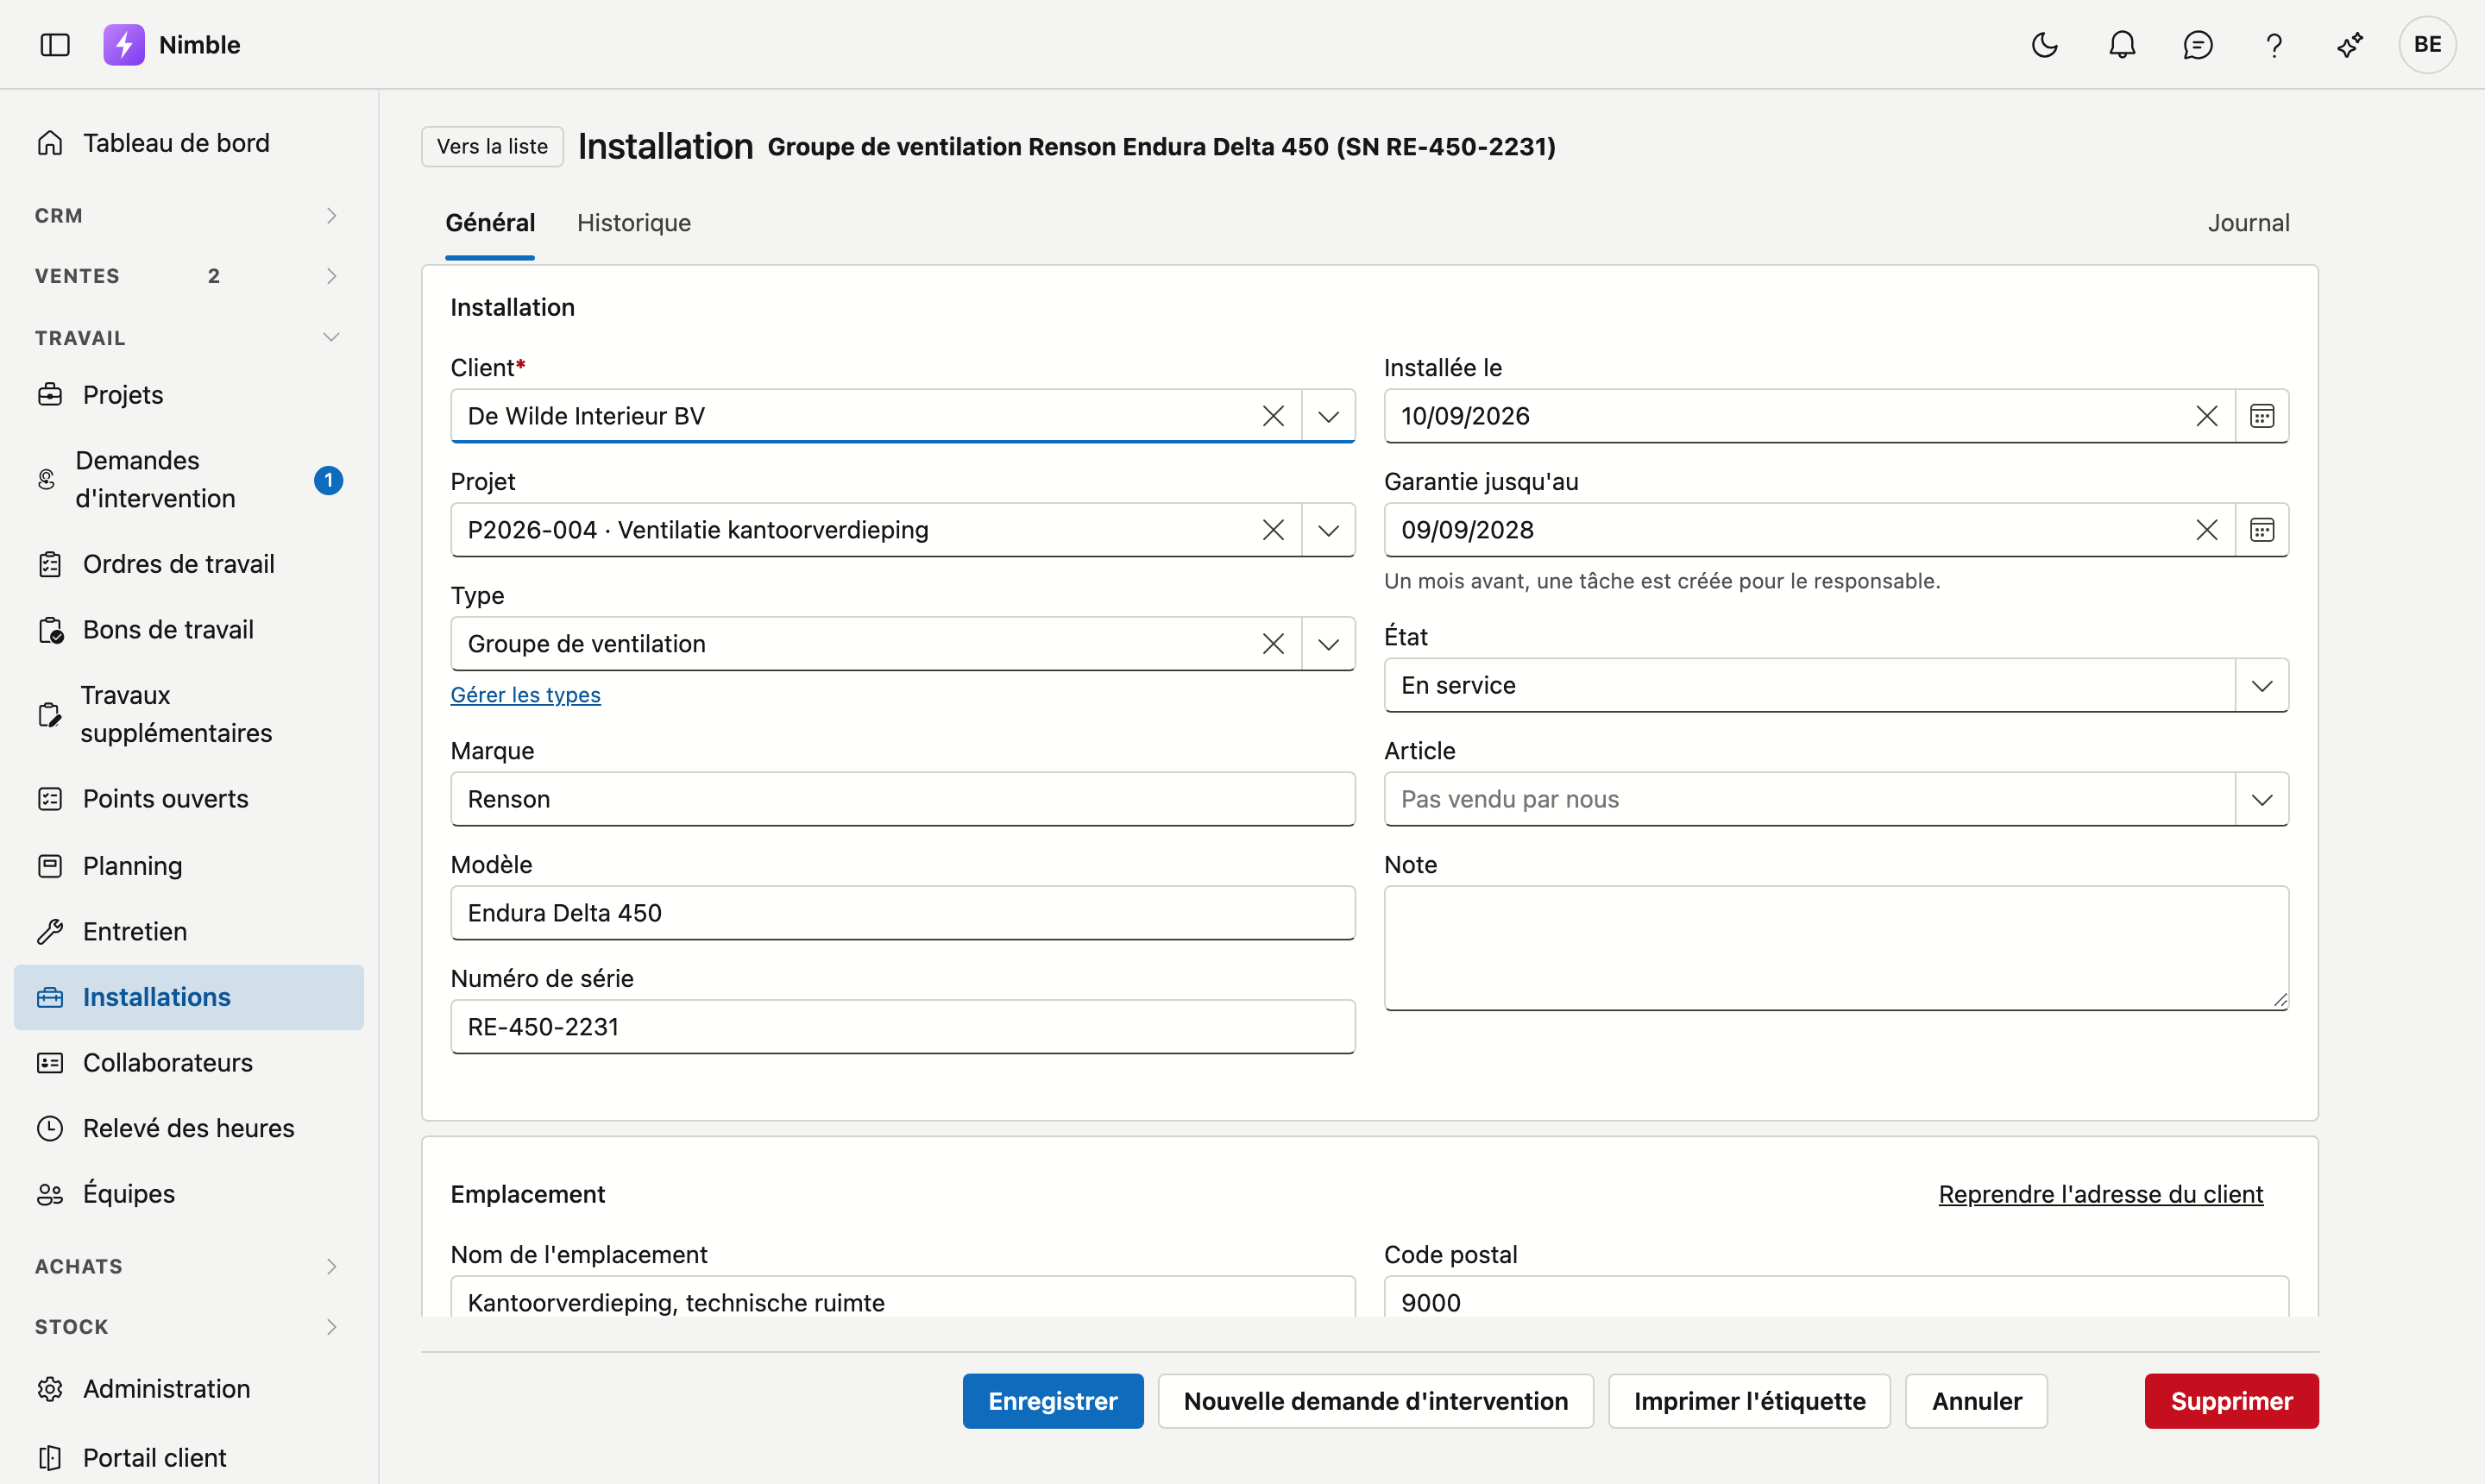 Nimble
BE
Tableau de bord
CRM
VENTES 2
TRAVAIL
Projets
Demandes
d'intervention
1
Ordres de travail
Bons de travail
Travaux
supplémentaires
Points ouverts
Planning
Entretien
Installations
Collaborateurs
Relevé des heures
Équipes
ACHATS
STOCK
Administration
Portail client
Vers la liste
Installation Groupe de ventilation Renson Endura Delta 450 (SN RE-450-2231)
Général
Historique
Journal
Installation
Client*
De Wilde Interieur BV
Projet
P2026-004 · Ventilatie kantoorverdieping
Type
Groupe de ventilation
Gérer les types
Marque
Renson
Modèle
Endura Delta 450
Numéro de série
RE-450-2231
Installée le
10/09/2026
Garantie jusqu'au
09/09/2028
Un mois avant, une tâche est créée pour le responsable.
État
En service
Article
Pas vendu par nous
Note
Emplacement
Reprendre l'adresse du client
Nom de l'emplacement
Kantoorverdieping, technische ruimte
Code postal
9000
Enregistrer
Nouvelle demande d'intervention
Imprimer l'étiquette
Annuler
Supprimer